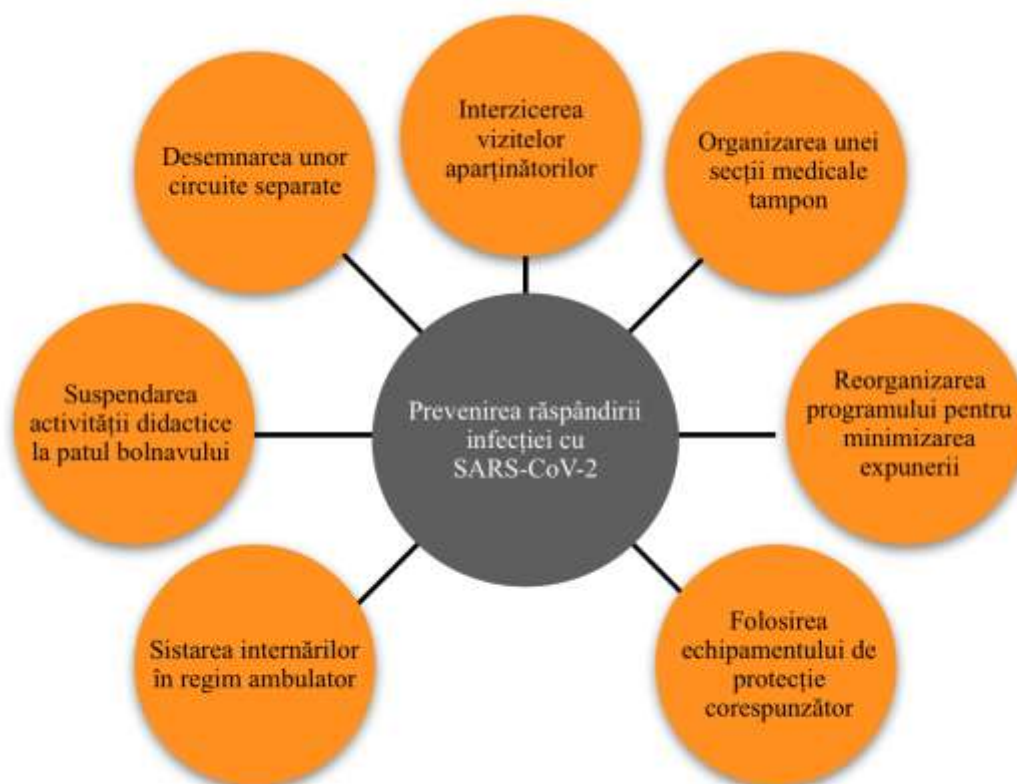 Interzicerea
vizitelor
aparținătorilor
Desemnarea unor
circuite separate
Organizarea unei
secții medicale
tampon
Suspendarea
activității didactice
la patul bolnavului
Prevenirea răspândirii
infecției cu
SARS-CoV-2
Reorganizarea
programului pentru
minimizarea
expunerii
Sistarea internărilor
în regim ambulator
Folosirea
echipamentului de
protecție
corespunzător